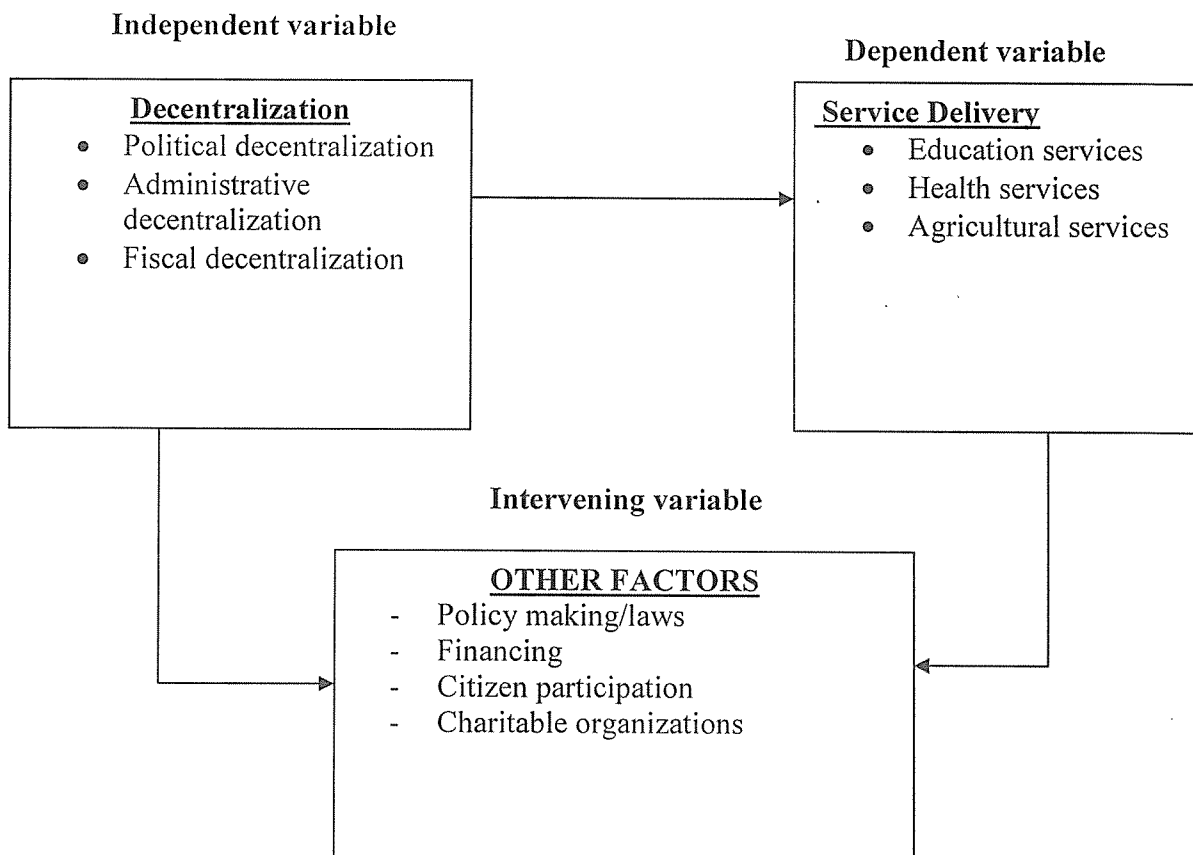 Independent variable
Dependent variable
Decentralization
• Political decentralization
• Administrative
decentralization
• Fiscal decentralization
Service Delivery
• Education services
• Health services
• Agricultural services
Intervening variable
OTHER FACTORS
- Policy making/laws
- Financing
- Citizen participation
- Charitable organizations